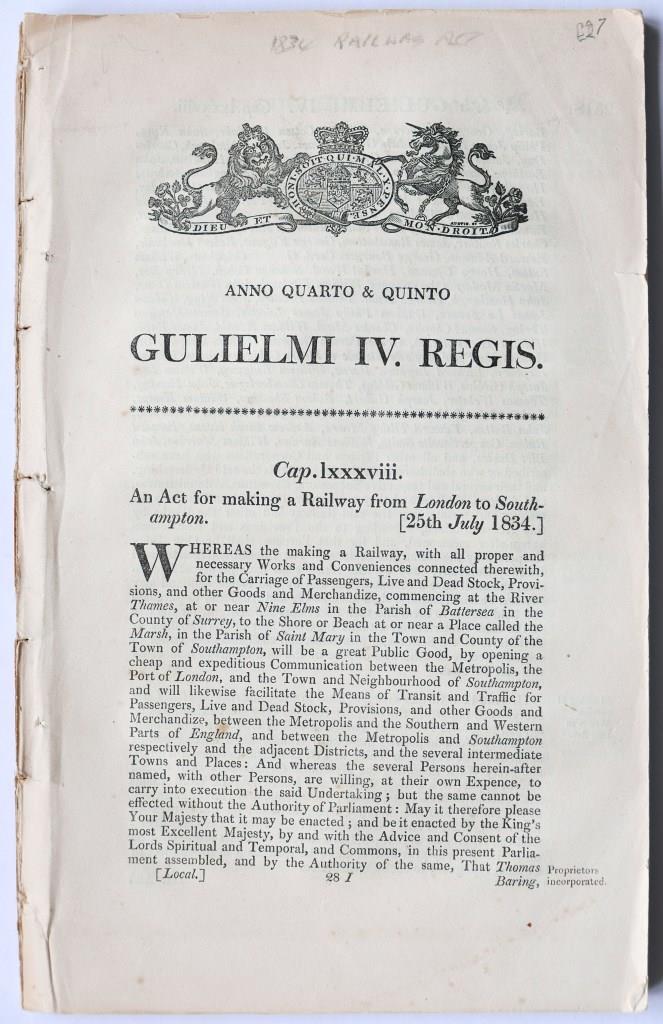 1834 RAILWAY ACT
£27
HONI·SOIT·QUI·MAL·Y·PENSE
DIEU ET MON·DROIT.
ANNO QUARTO & QUINTO
GULIELMI IV. REGIS.
****************************************************************
Cap. lxxxviii.
An Act for making a Railway from London to South-
ampton. [25th July 1834.]
WHEREAS the making a Railway, with all proper and
necessary Works and Conveniences connected therewith,
for the Carriage of Passengers, Live and Dead Stock, Provi-
sions, and other Goods and Merchandize, commencing at the River
Thames, at or near Nine Elms in the Parish of Battersea in the
County of Surrey, to the Shore or Beach at or near a Place called the
Marsh, in the Parish of Saint Mary in the Town and County of the
Town of Southampton, will be a great Public Good, by opening a
cheap and expeditious Communication between the Metropolis, the
Port of London, and the Town and Neighbourhood of Southampton,
and will likewise facilitate the Means of Transit and Traffic for
Passengers, Live and Dead Stock, Provisions, and other Goods and
Merchandize, between the Metropolis and the Southern and Western
Parts of England, and between the Metropolis and Southampton
respectively and the adjacent Districts, and the several intermediate
Towns and Places: And whereas the several Persons herein-after
named, with other Persons, are willing, at their own Expence, to
carry into execution the said Undertaking; but the same cannot be
effected without the Authority of Parliament: May it therefore please
Your Majesty that it may be enacted; and be it enacted by the King's
most Excellent Majesty, by and with the Advice and Consent of the
Lords Spiritual and Temporal, and Commons, in this present Parlia-
ment assembled, and by the Authority of the same, That Thomas
Proprietors
[Local.] 28 I Baring,
incorporated.